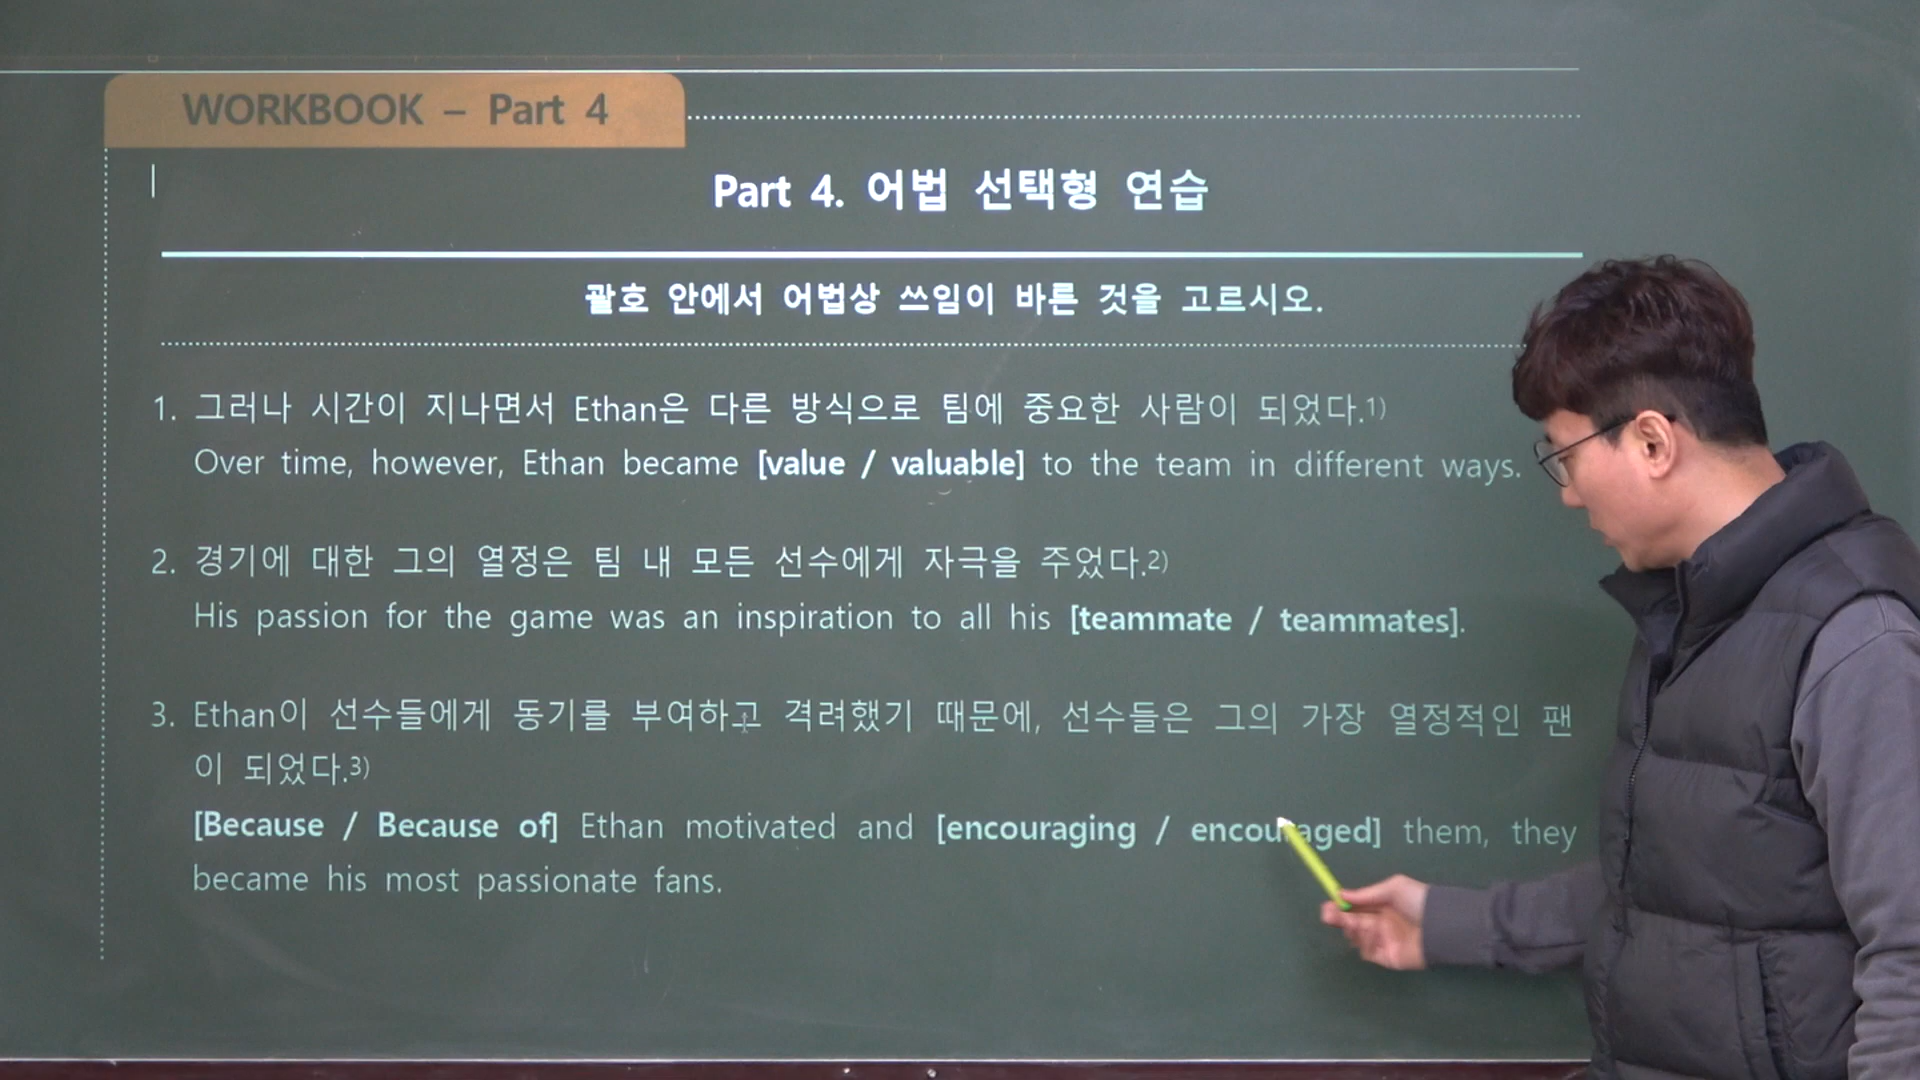 WORKBOOK – Part 4
Part 4. 어법 선택형 연습
괄호 안에서 어법상 쓰임이 바른 것을 고르시오.
1. 그러나 시간이 지나면서 Ethan은 다른 방식으로 팀에 중요한 사람이 되었다.1)
Over time, however, Ethan became [value / valuable] to the team in different ways.
2. 경기에 대한 그의 열정은 팀 내 모든 선수에게 자극을 주었다.2)
His passion for the game was an inspiration to all his [teammate / teammates].
3. Ethan이 선수들에게 동기를 부여하고 격려했기 때문에, 선수들은 그의 가장 열정적인 팬
이 되었다.3)
[Because / Because of] Ethan motivated and [encouraging / encouraged] them, they
became his most passionate fans.